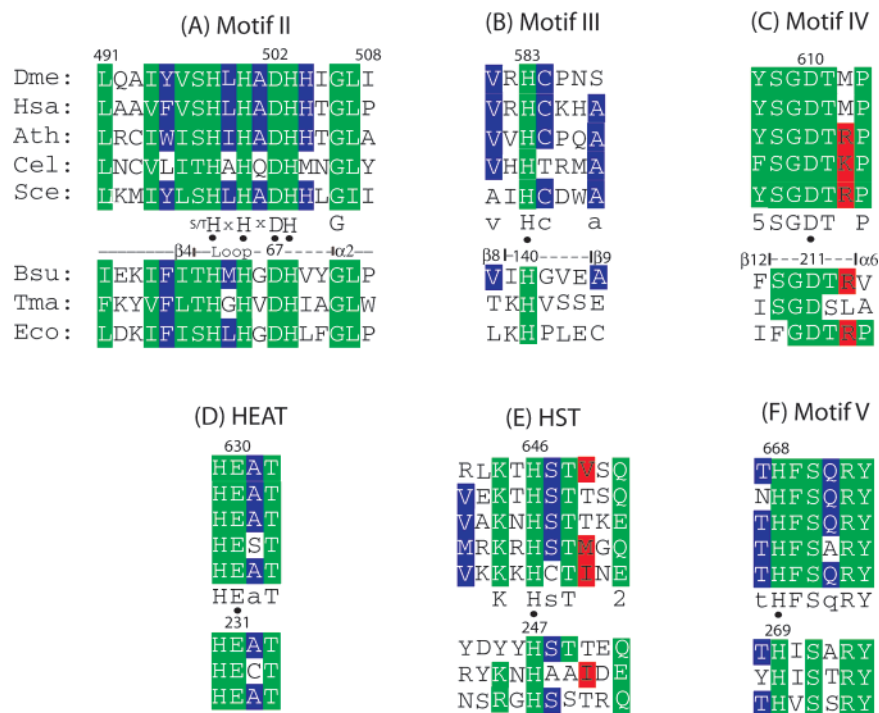 (A) Motif II
(B) Motif III
(C) Motif IV
491 502 508
583
610
Dme: LQAIYVSHLHADHHIGLI VRHCPNS YSGDTMP
Hsa: LAAVFVSHLHADHHTGLP VRHCKHA YSGDTMP
Ath: LRCIWISHIHADHHTGLA VVHCPQA YSGDTRP
Cel: LNCVLITHAHQDHMNGLY VHHTRMA FSGDTKP
Sce: LKMIYLSHLHADHHLGII AIHCDWA YSGDTRP
S/THxHxDH G v Hc a 5SGDT P
β4 Loop 67 α2 β8 140 β9 β12 211 α6
Bsu: IEKIFITHMHGDHVYGLP VIHGVEA FSGDTRV
Tma: FKYVFLTHGHVDHIAGLW TKHVSSE ISGDSLA
Eco: LDKIFISHLHGDHLFGLP LKHPLEC IFGDTRP
(D) HEAT
(E) HST
(F) Motif V
630 646 668
HEAT RLKTHSTVSQ THFSQRY
HEAT VEKTHSTTSQ NHFSQRY
HEAT VAKNHSTTKE THFSQRY
HEST MRKRHSTMGQ THFSARY
HEAT VKKKHCTINE THFSQRY
HEaT K HsT 2 tHFSqRY
231 247 269
HEAT YDYYHSTTEQ THISARY
HECT RYKNHAAIDE YHISTRY
HEAT NSRGHSSTRQ THVSSRY